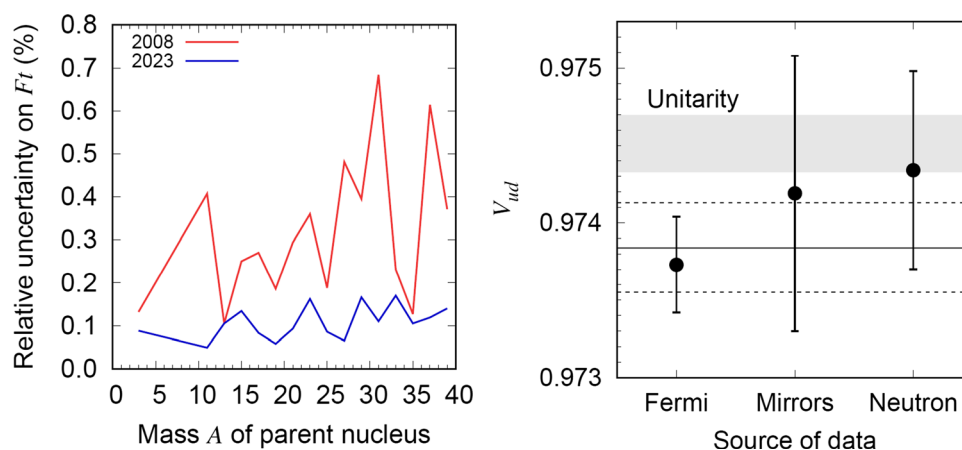 Relative uncertainty on Ft (%)
0.8
0.7
0.6
0.5
0.4
0.3
0.2
0.1
0.0
2008
2023
0 5 10 15 20 25 30 35 40
Mass A of parent nucleus
V_ud
0.975
0.974
0.973
Unitarity
Fermi Mirrors Neutron
Source of data